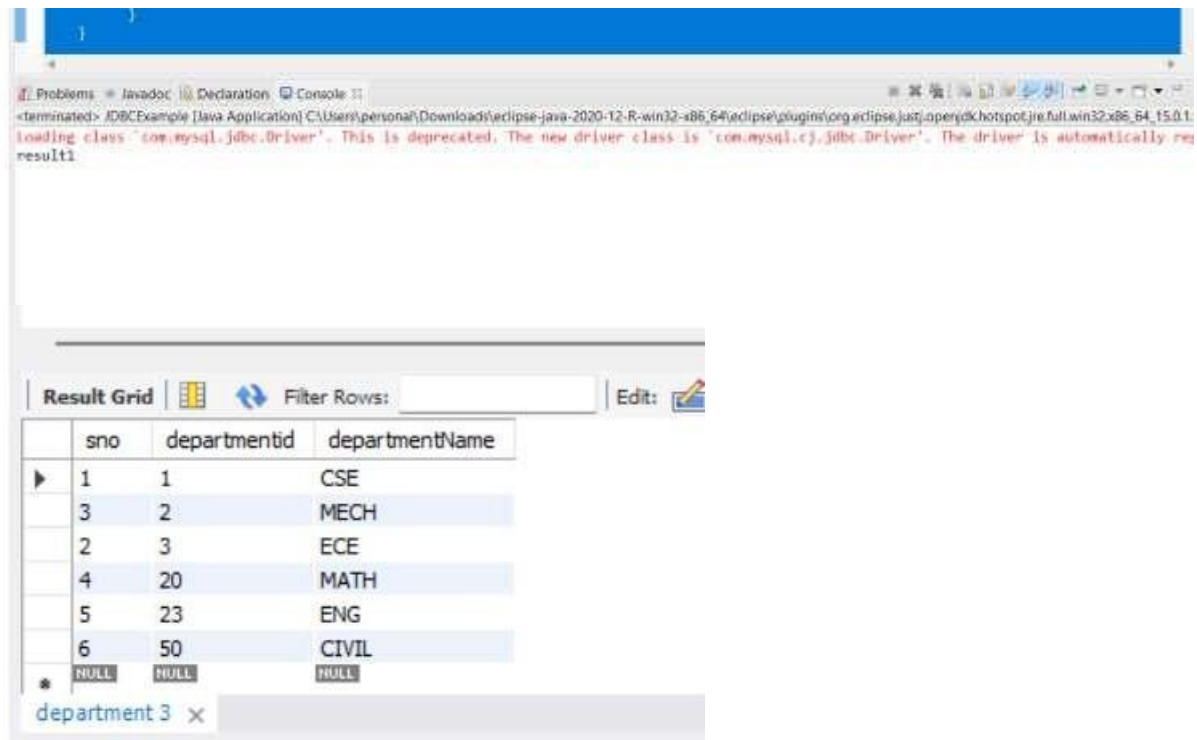 }
}
Problems Javadoc Declaration Console
<terminated> JDBCExample [Java Application] C:\Users\personal\Downloads\eclipse-java-2020-12-R-win32-x86_64\eclipse\plugins\org.eclipse.justj.openjdk.hotspot.jre.full.win32.x86_64_15.0.1.
Loading class `com.mysql.jdbc.Driver'. This is deprecated. The new driver class is `com.mysql.cj.jdbc.Driver'. The driver is automatically reg
result1
Result Grid Filter Rows: Edit:
sno departmentid departmentName
1 1 CSE
3 2 MECH
2 3 ECE
4 20 MATH
5 23 ENG
6 50 CIVIL
NULL NULL NULL
department 3 ×